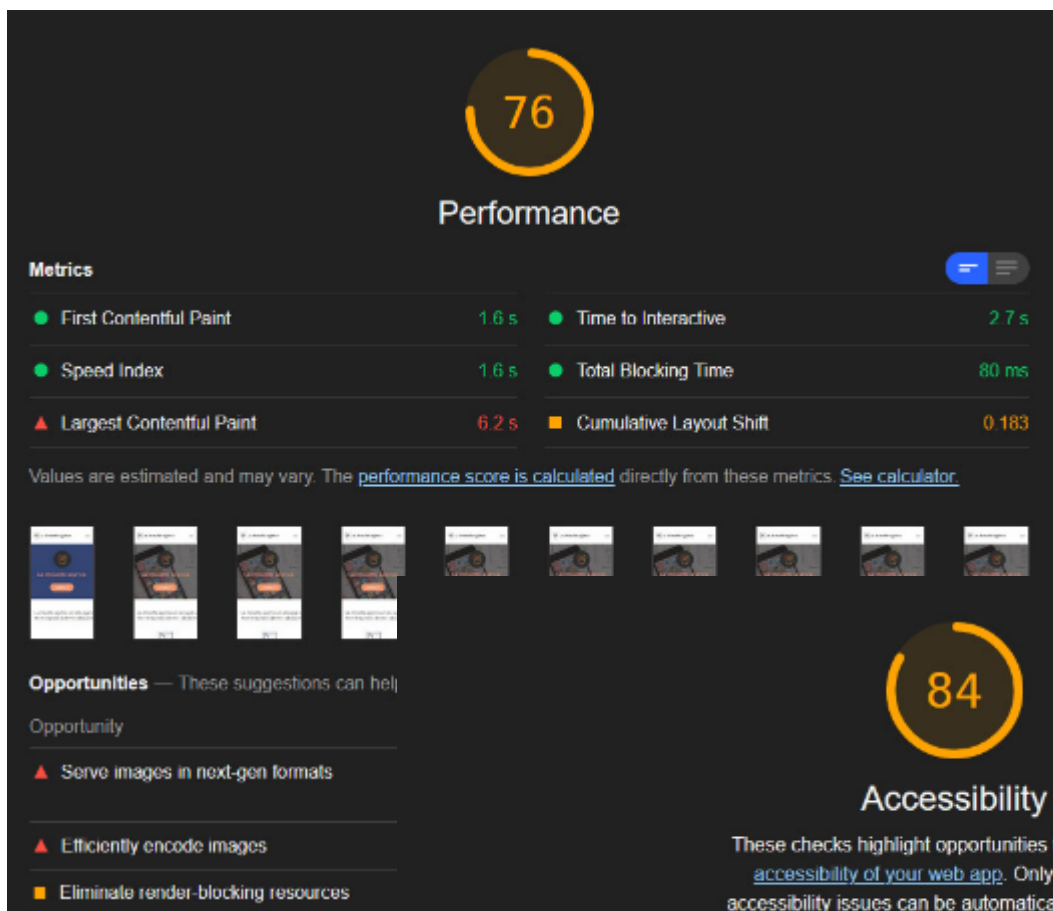 76
Performance
Metrics
First Contentful Paint 1.6 s
Time to Interactive 2.7 s
Speed Index 1.6 s
Total Blocking Time 80 ms
Largest Contentful Paint 6.2 s
Cumulative Layout Shift 0.183
Values are estimated and may vary. The performance score is calculated directly from these metrics. See calculator.
Opportunities — These suggestions can help
Opportunity
Serve images in next-gen formats
Efficiently encode images
Eliminate render-blocking resources
84
Accessibility
These checks highlight opportunities
accessibility of your web app. Only
accessibility issues can be automatica